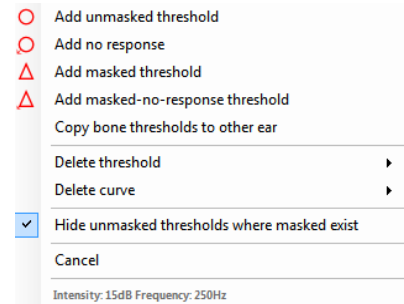 Add unmasked threshold
Add no response
Add masked threshold
Add masked-no-response threshold
Copy bone thresholds to other ear
Delete threshold
Delete curve
Hide unmasked thresholds where masked exist
Cancel
Intensity: 15dB Frequency: 250Hz